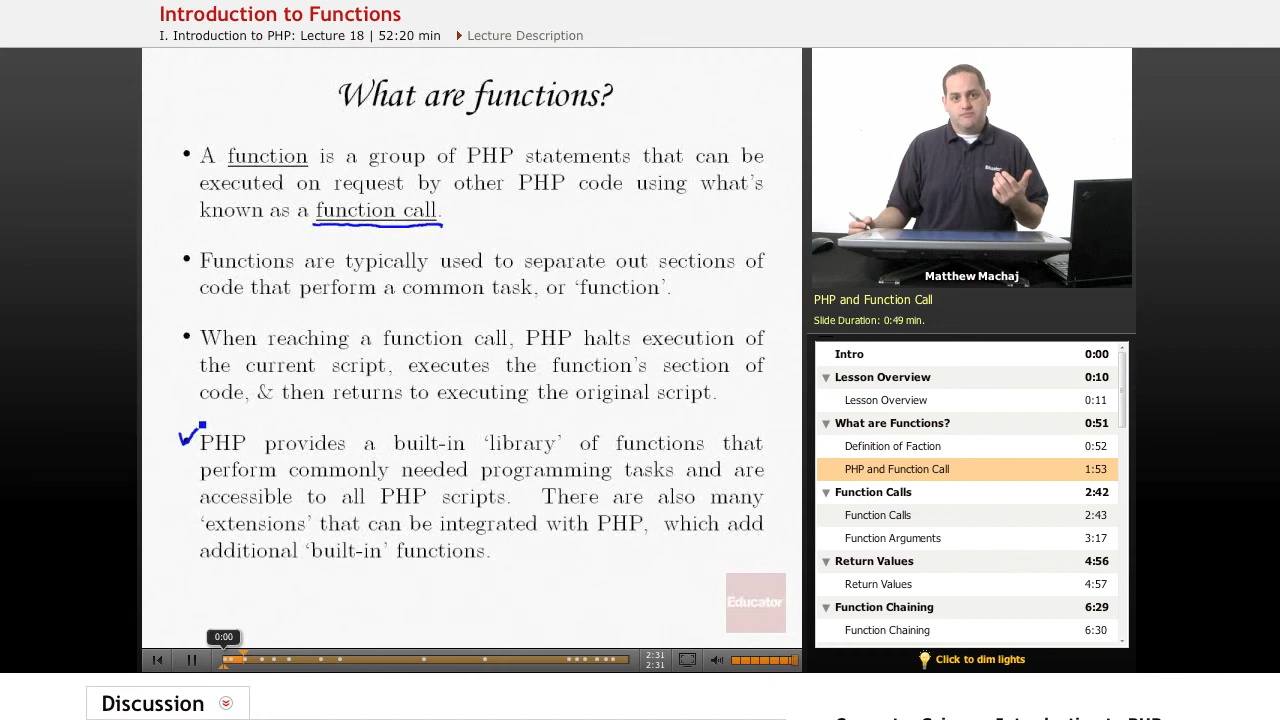 Introduction to Functions
I. Introduction to PHP: Lecture 18 | 52:20 min
Lecture Description
What are functions?
• A function is a group of PHP statements that can be
executed on request by other PHP code using what's
known as a function call.
• Functions are typically used to separate out sections of
code that perform a common task, or 'function'.
• When reaching a function call, PHP halts execution of
the current script, executes the function's section of
code, & then returns to executing the original script.
PHP provides a built-in 'library' of functions that
perform commonly needed programming tasks and are
accessible to all PHP scripts. There are also many
'extensions' that can be integrated with PHP, which add
additional 'built-in' functions.
Educator
0:00
2:31
2:31
Matthew Machaj
PHP and Function Call
Slide Duration: 0:49 min.
Intro 0:00
Lesson Overview 0:10
Lesson Overview 0:11
What are Functions? 0:51
Definition of Faction 0:52
PHP and Function Call 1:53
Function Calls 2:42
Function Calls 2:43
Function Arguments 3:17
Return Values 4:56
Return Values 4:57
Function Chaining 6:29
Function Chaining 6:30
Click to dim lights
Discussion